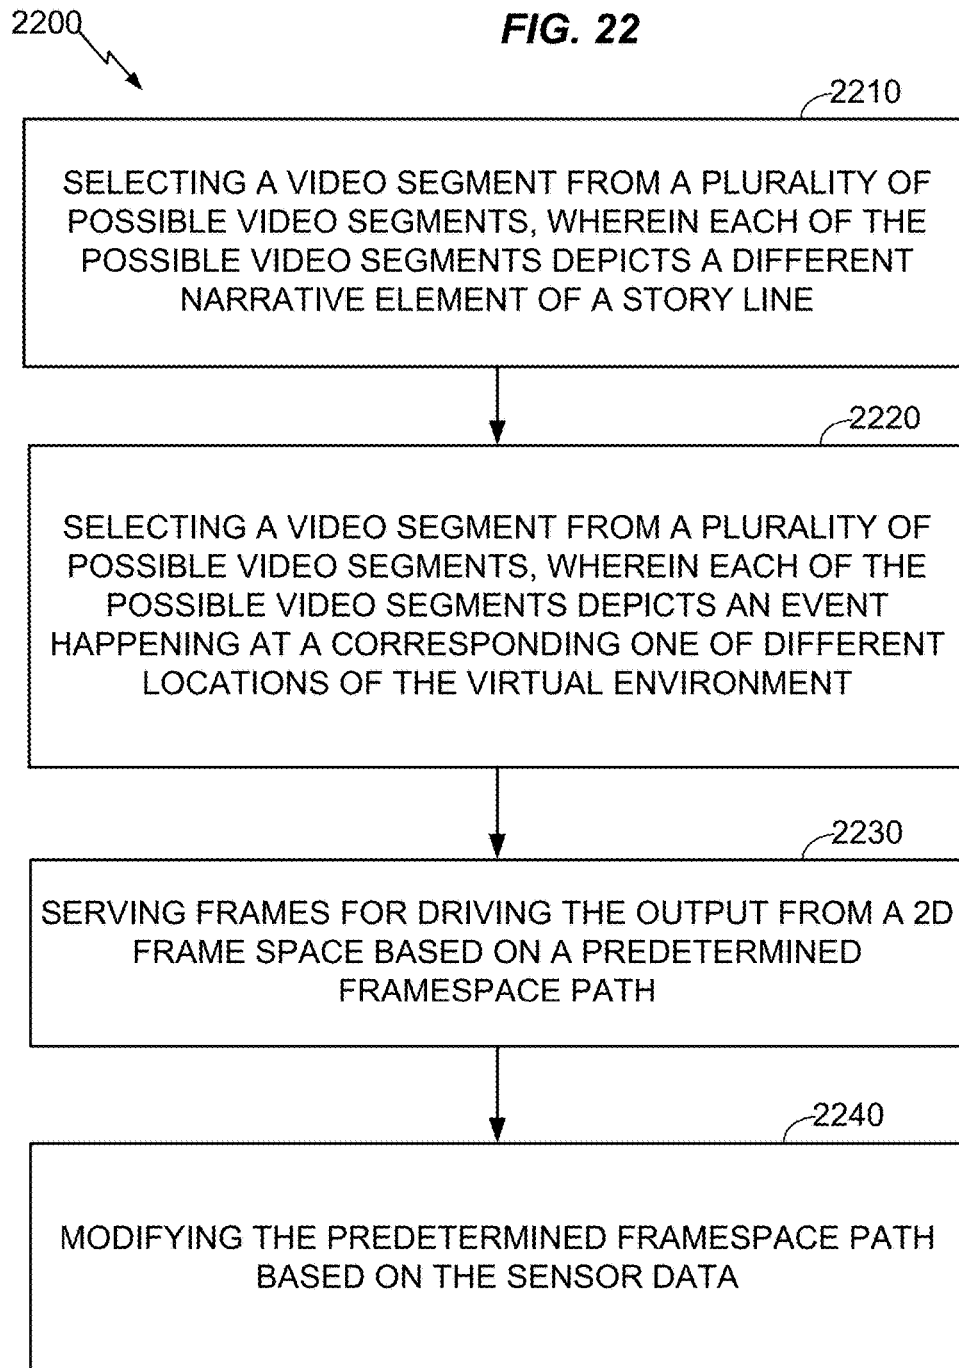 2200
FIG. 22
2210
SELECTING A VIDEO SEGMENT FROM A PLURALITY OF
POSSIBLE VIDEO SEGMENTS, WHEREIN EACH OF THE
POSSIBLE VIDEO SEGMENTS DEPICTS A DIFFERENT
NARRATIVE ELEMENT OF A STORY LINE
2220
SELECTING A VIDEO SEGMENT FROM A PLURALITY OF
POSSIBLE VIDEO SEGMENTS, WHEREIN EACH OF THE
POSSIBLE VIDEO SEGMENTS DEPICTS AN EVENT
HAPPENING AT A CORRESPONDING ONE OF DIFFERENT
LOCATIONS OF THE VIRTUAL ENVIRONMENT
2230
SERVING FRAMES FOR DRIVING THE OUTPUT FROM A 2D
FRAME SPACE BASED ON A PREDETERMINED
FRAMESPACE PATH
2240
MODIFYING THE PREDETERMINED FRAMESPACE PATH
BASED ON THE SENSOR DATA